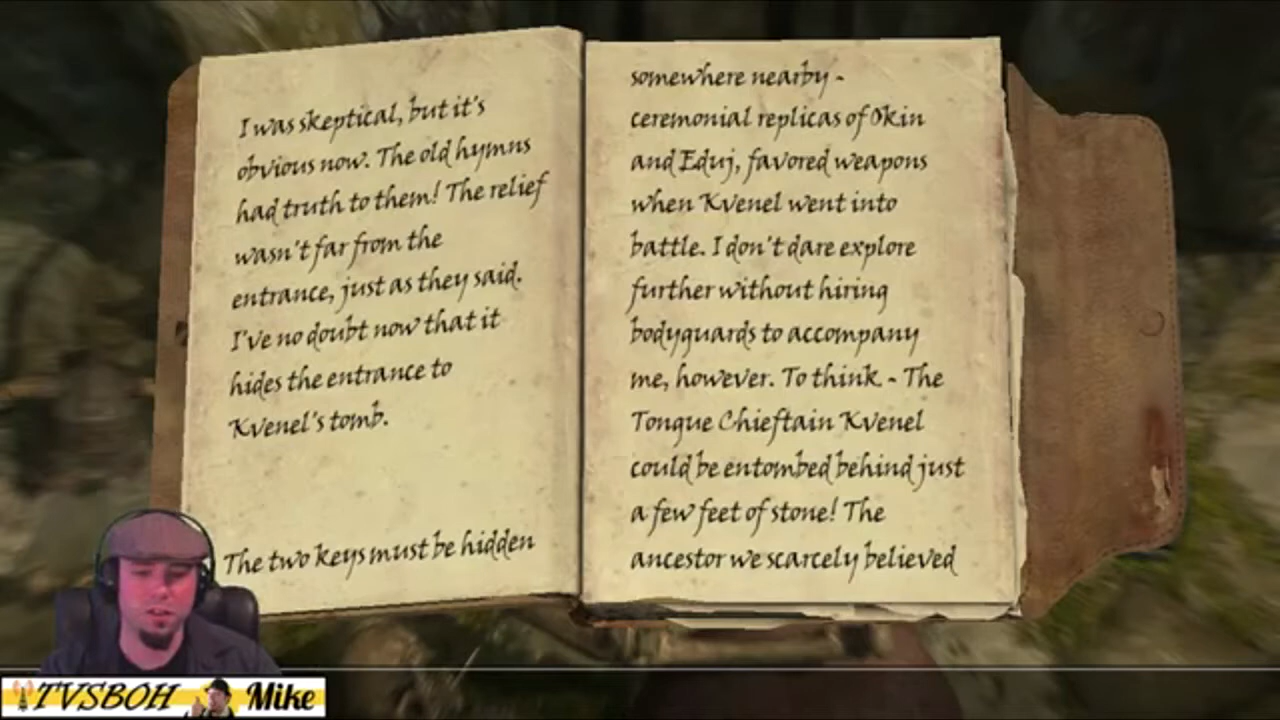 I was skeptical, but it's
obvious now. The old hymns
had truth to them! The relief
wasn't far from the
entrance, just as they said.
I've no doubt now that it
hides the entrance to
Kvenel's tomb.
The two keys must be hidden
somewhere nearby -
ceremonial replicas of Okin
and Eduj, favored weapons
when Kvenel went into
battle. I don't dare explore
further without hiring
bodyguards to accompany
me, however. To think - The
Tongue Chieftain Kvenel
could be entombed behind just
a few feet of stone! The
ancestor we scarcely believed
TVSBOH Mike